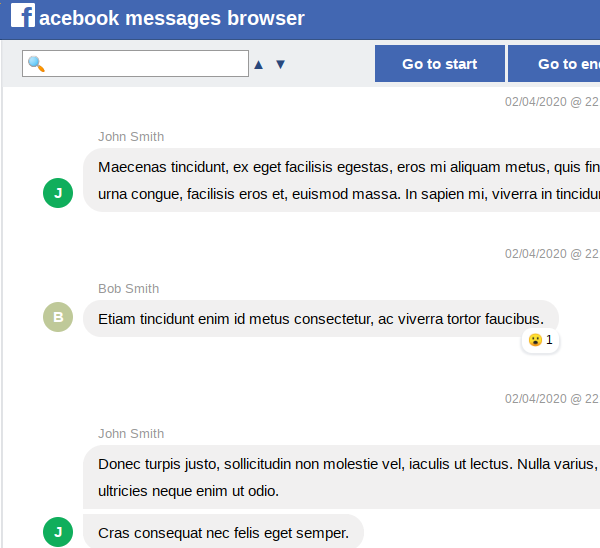 facebook messages browser
▲ ▼ Go to start Go to en
02/04/2020 @ 22
John Smith
Maecenas tincidunt, ex eget facilisis egestas, eros mi aliquam metus, quis fin
J urna congue, facilisis eros et, euismod massa. In sapien mi, viverra in tincidu
02/04/2020 @ 22
Bob Smith
B Etiam tincidunt enim id metus consectetur, ac viverra tortor faucibus.
😮 1
02/04/2020 @ 22
John Smith
Donec turpis justo, sollicitudin non molestie vel, iaculis ut lectus. Nulla varius,
ultricies neque enim ut odio.
J Cras consequat nec felis eget semper.